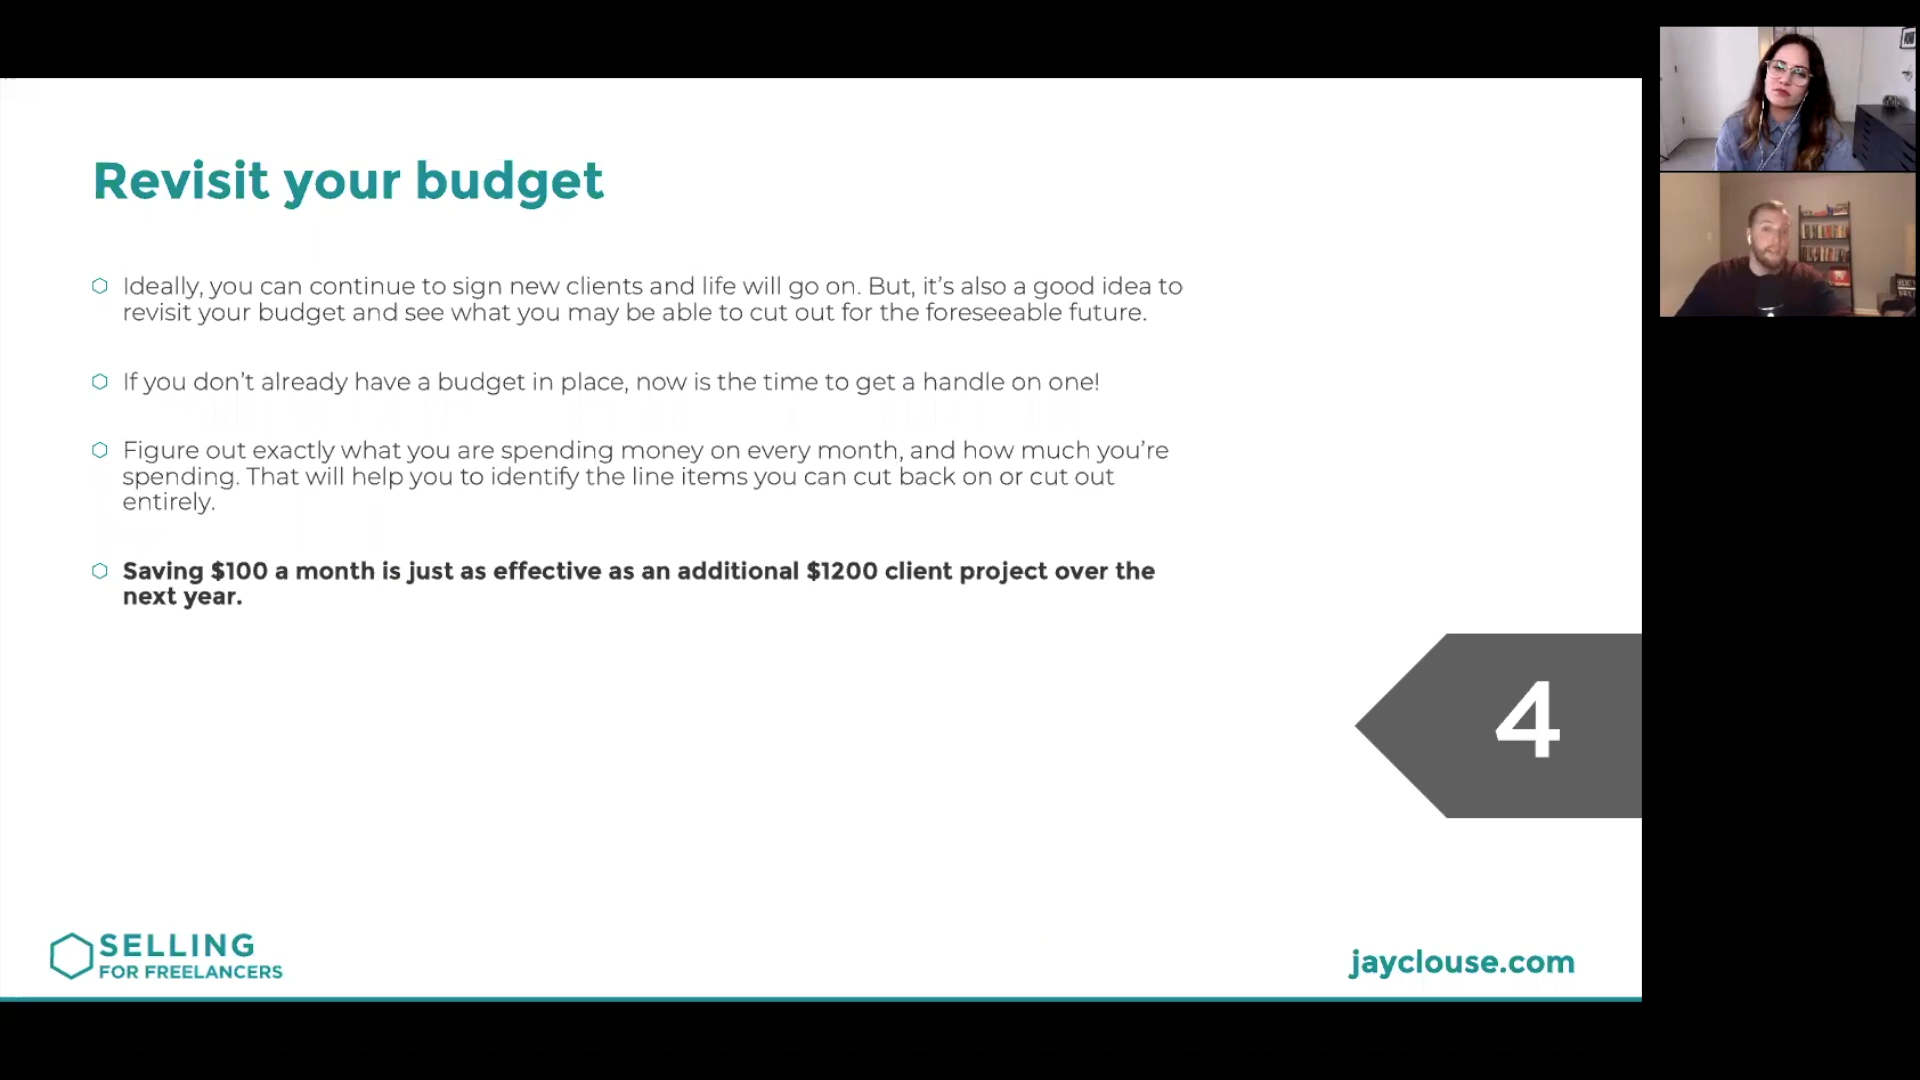 Revisit your budget
Ideally, you can continue to sign new clients and life will go on. But, it's also a good idea to
revisit your budget and see what you may be able to cut out for the foreseeable future.
If you don't already have a budget in place, now is the time to get a handle on one!
Figure out exactly what you are spending money on every month, and how much you're
spending. That will help you to identify the line items you can cut back on or cut out
entirely.
Saving $100 a month is just as effective as an additional $1200 client project over the
next year.
4
SELLING
FOR FREELANCERS
jayclouse.com